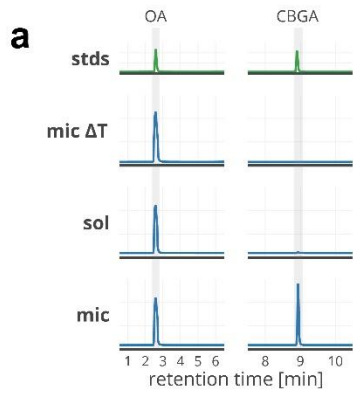 a
OA CBGA
stds
mic ΔT
sol
mic
1 2 3 4 5 6 8 9 10
retention time [min]